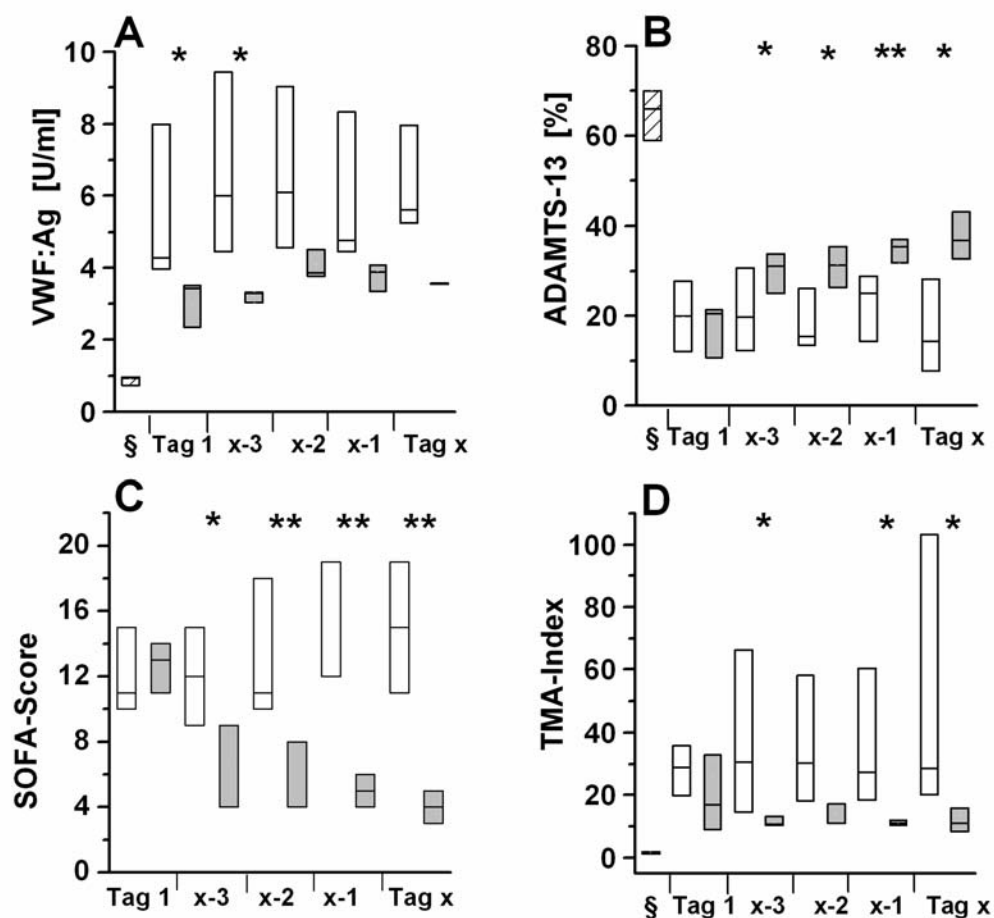 A
* *
VWF:Ag [U/ml]
10
8
6
4
2
0
§ Tag 1 x-3 x-2 x-1 Tag x
B
* * ** *
ADAMTS-13 [%]
80
60
40
20
0
§ Tag 1 x-3 x-2 x-1 Tag x
C
* ** ** **
SOFA-Score
20
16
12
8
4
0
Tag 1 x-3 x-2 x-1 Tag x
D
* * *
TMA-Index
100
80
60
40
20
0
§ Tag 1 x-3 x-2 x-1 Tag x